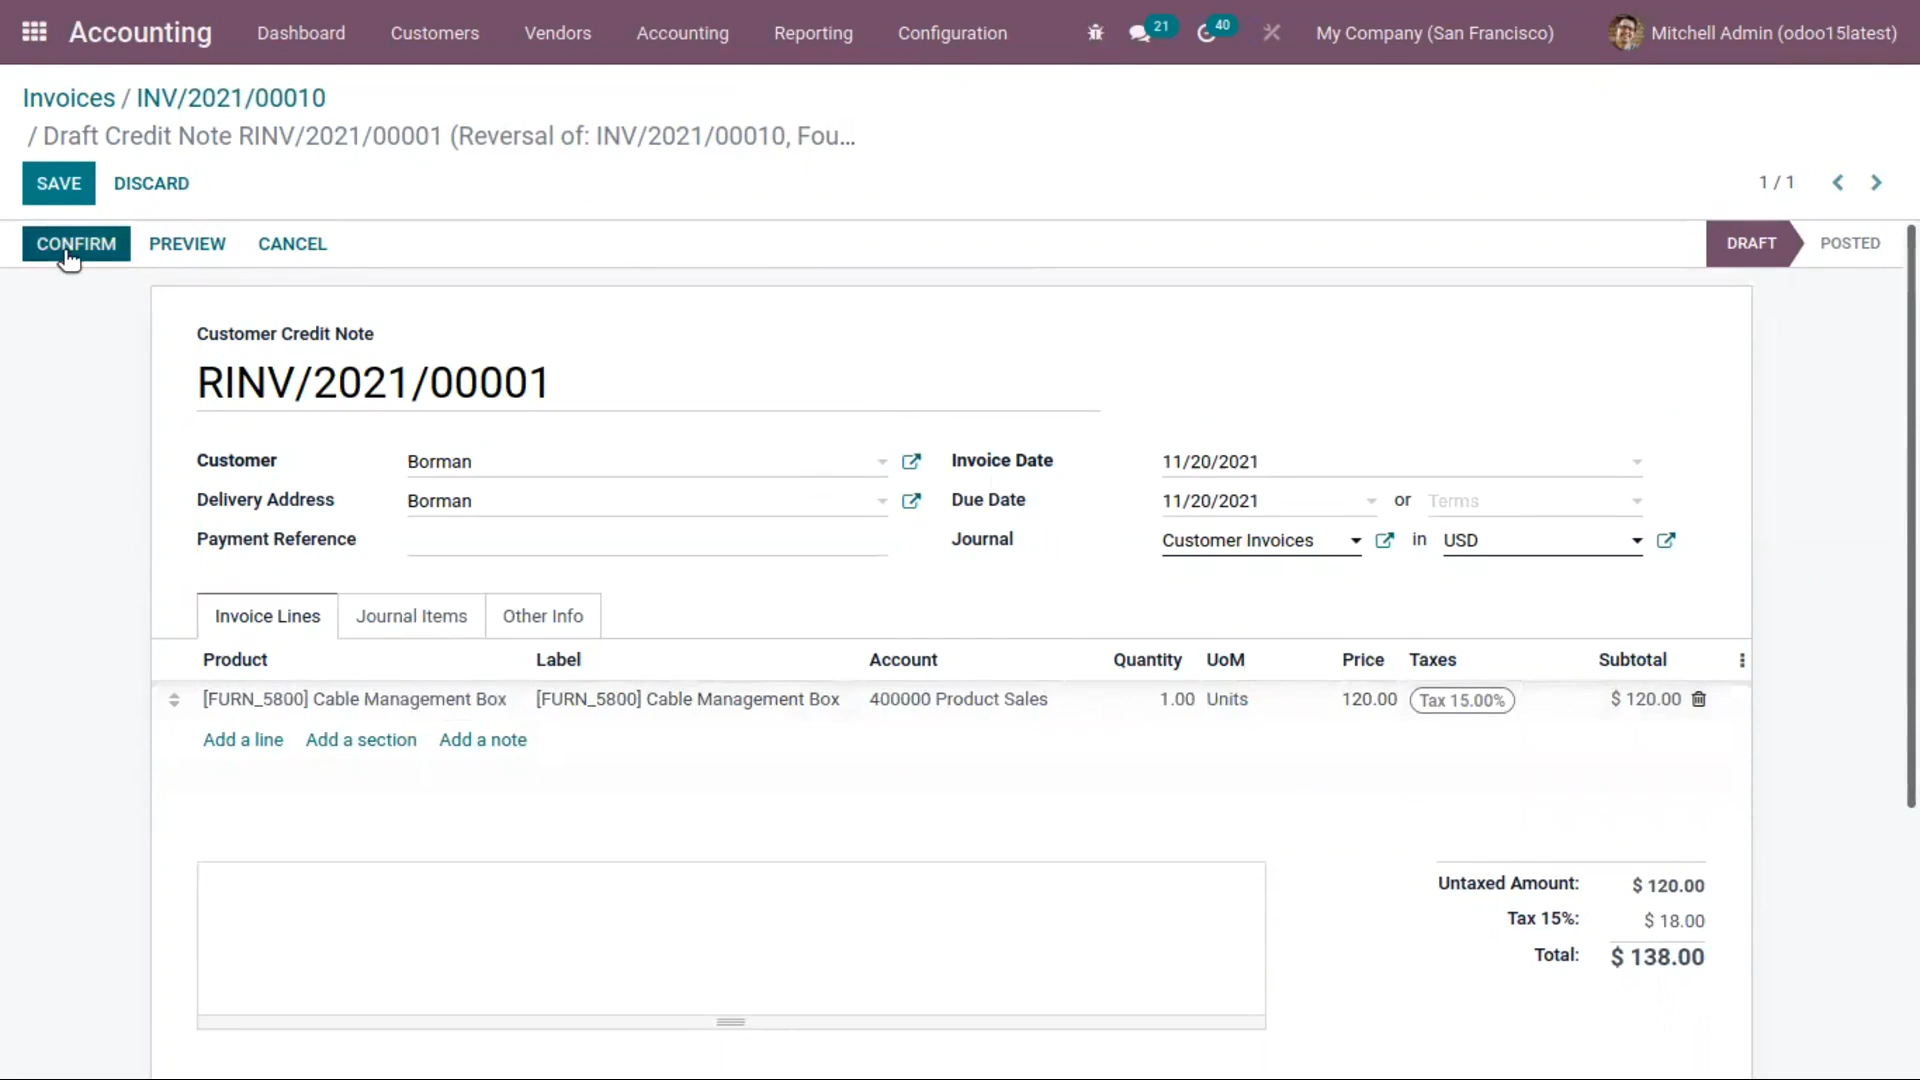 Accounting Dashboard Customers Vendors Accounting Reporting Configuration 21 40 My Company (San Francisco) Mitchell Admin (odoo15latest)
Invoices / INV/2021/00010
/ Draft Credit Note RINV/2021/00001 (Reversal of: INV/2021/00010, Fou...
SAVE DISCARD 1 / 1
CONFIRM PREVIEW CANCEL DRAFT POSTED
Customer Credit Note
RINV/2021/00001
Customer Borman Invoice Date 11/20/2021
Delivery Address Borman Due Date 11/20/2021 or Terms
Payment Reference Journal Customer Invoices in USD
Invoice Lines Journal Items Other Info
Product Label Account Quantity UoM Price Taxes Subtotal
[FURN_5800] Cable Management Box [FURN_5800] Cable Management Box 400000 Product Sales 1.00 Units 120.00 Tax 15.00% $ 120.00
Add a line Add a section Add a note
Untaxed Amount: $ 120.00
Tax 15%: $ 18.00
Total: $ 138.00